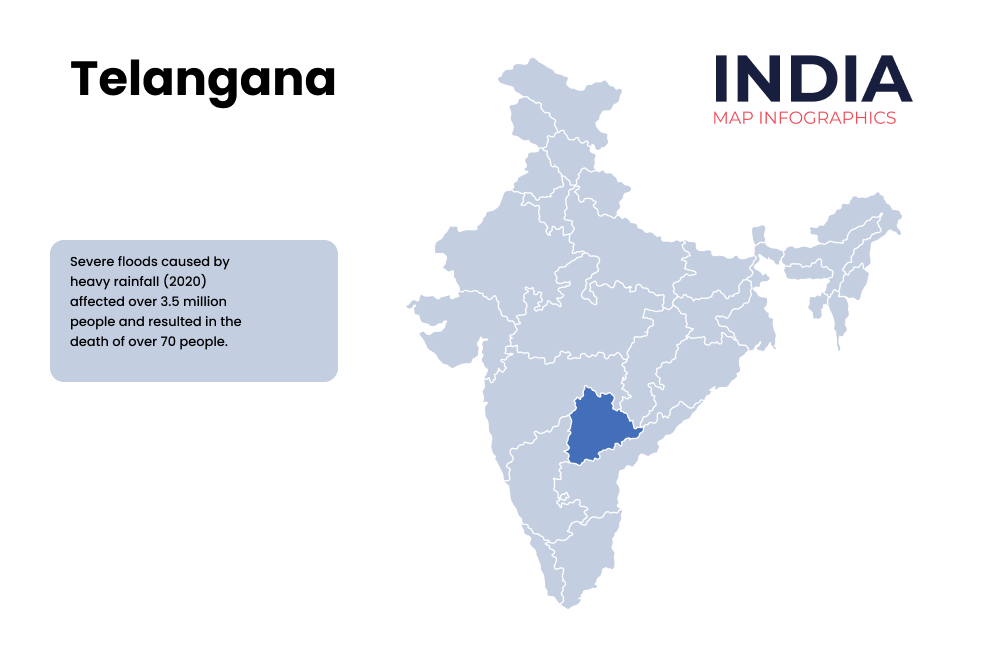 Telangana
INDIA
MAP INFOGRAPHICS
Severe floods caused by
heavy rainfall (2020)
affected over 3.5 million
people and resulted in the
death of over 70 people.